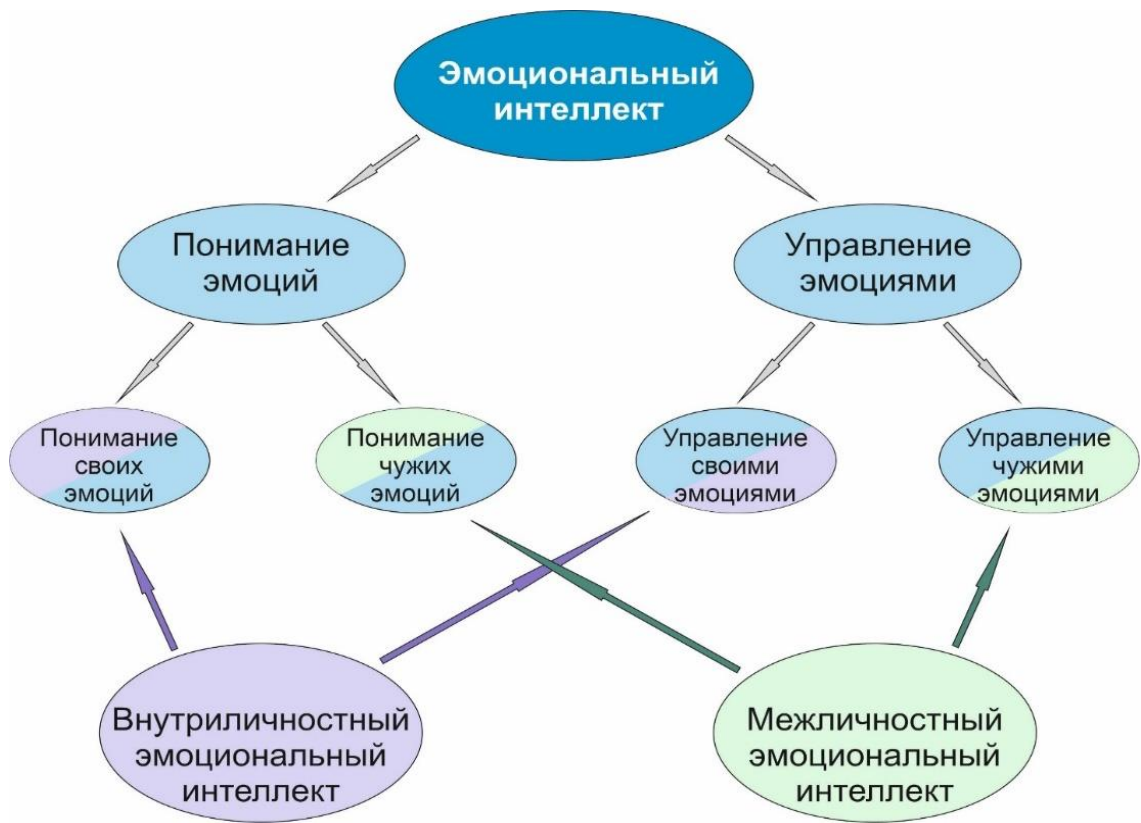 Эмоциональный
интеллект
Понимание
эмоций
Управление
эмоциями
Понимание
своих
эмоций
Понимание
чужих
эмоций
Управление
своими
эмоциями
Управление
чужими
эмоциями
Внутриличностный
эмоциональный
интеллект
Межличностный
эмоциональный
интеллект